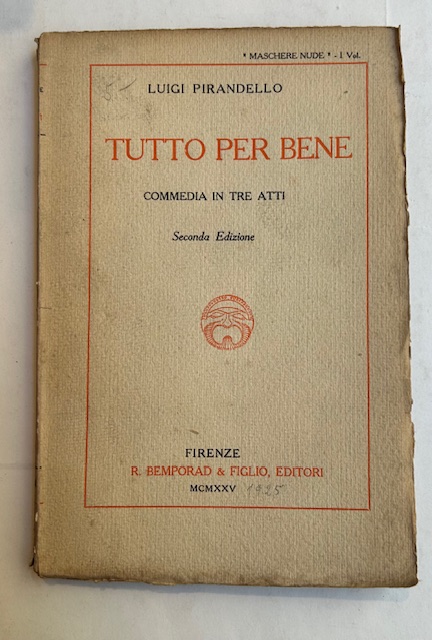 "MASCHERE NUDE" - I Vol.
LUIGI PIRANDELLO
TUTTO PER BENE
COMMEDIA IN TRE ATTI
Seconda Edizione
FIRENZE
R. BEMPORAD & FIGLIO, EDITORI
MCMXXV 1925